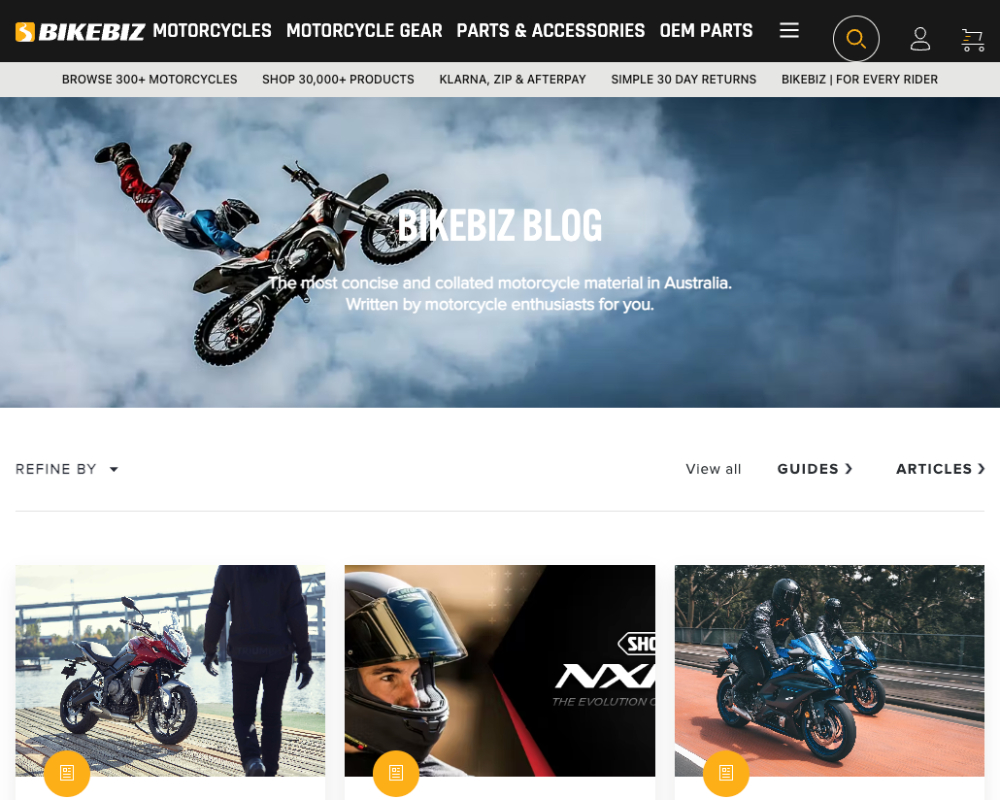 BIKEBIZ MOTORCYCLES MOTORCYCLE GEAR PARTS & ACCESSORIES OEM PARTS
BROWSE 300+ MOTORCYCLES SHOP 30,000+ PRODUCTS KLARNA, ZIP & AFTERPAY SIMPLE 30 DAY RETURNS BIKEBIZ | FOR EVERY RIDER
BIKEBIZ BLOG
The most concise and collated motorcycle material in Australia.
Written by motorcycle enthusiasts for you.
REFINE BY View all GUIDES ARTICLES
SHO
NX
THE EVOLUTION